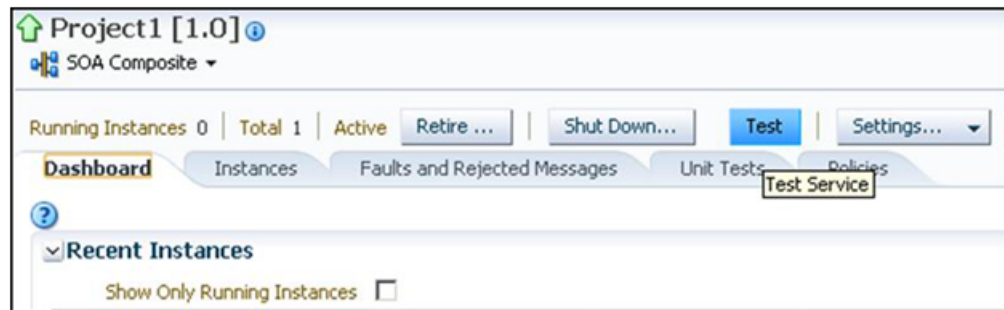 Project1 [1.0]
SOA Composite
Running Instances 0 Total 1 Active Retire ... Shut Down... Test Settings...
Dashboard Instances Faults and Rejected Messages Unit Tests Policies
Test Service
Recent Instances
Show Only Running Instances